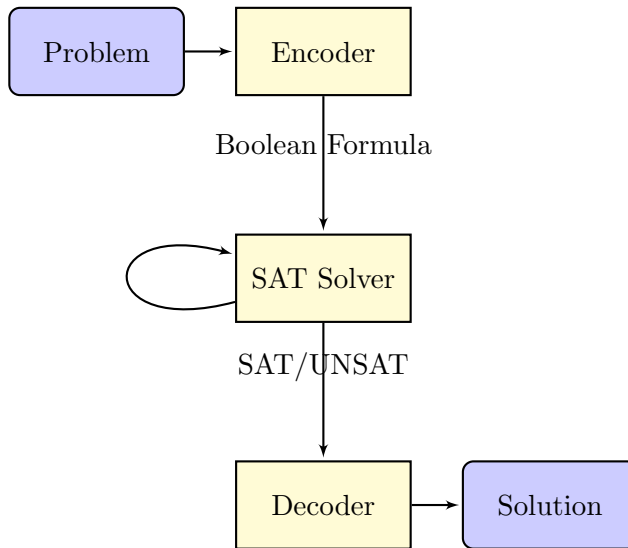 Problem
Encoder
Boolean Formula
SAT Solver
SAT/UNSAT
Decoder
Solution